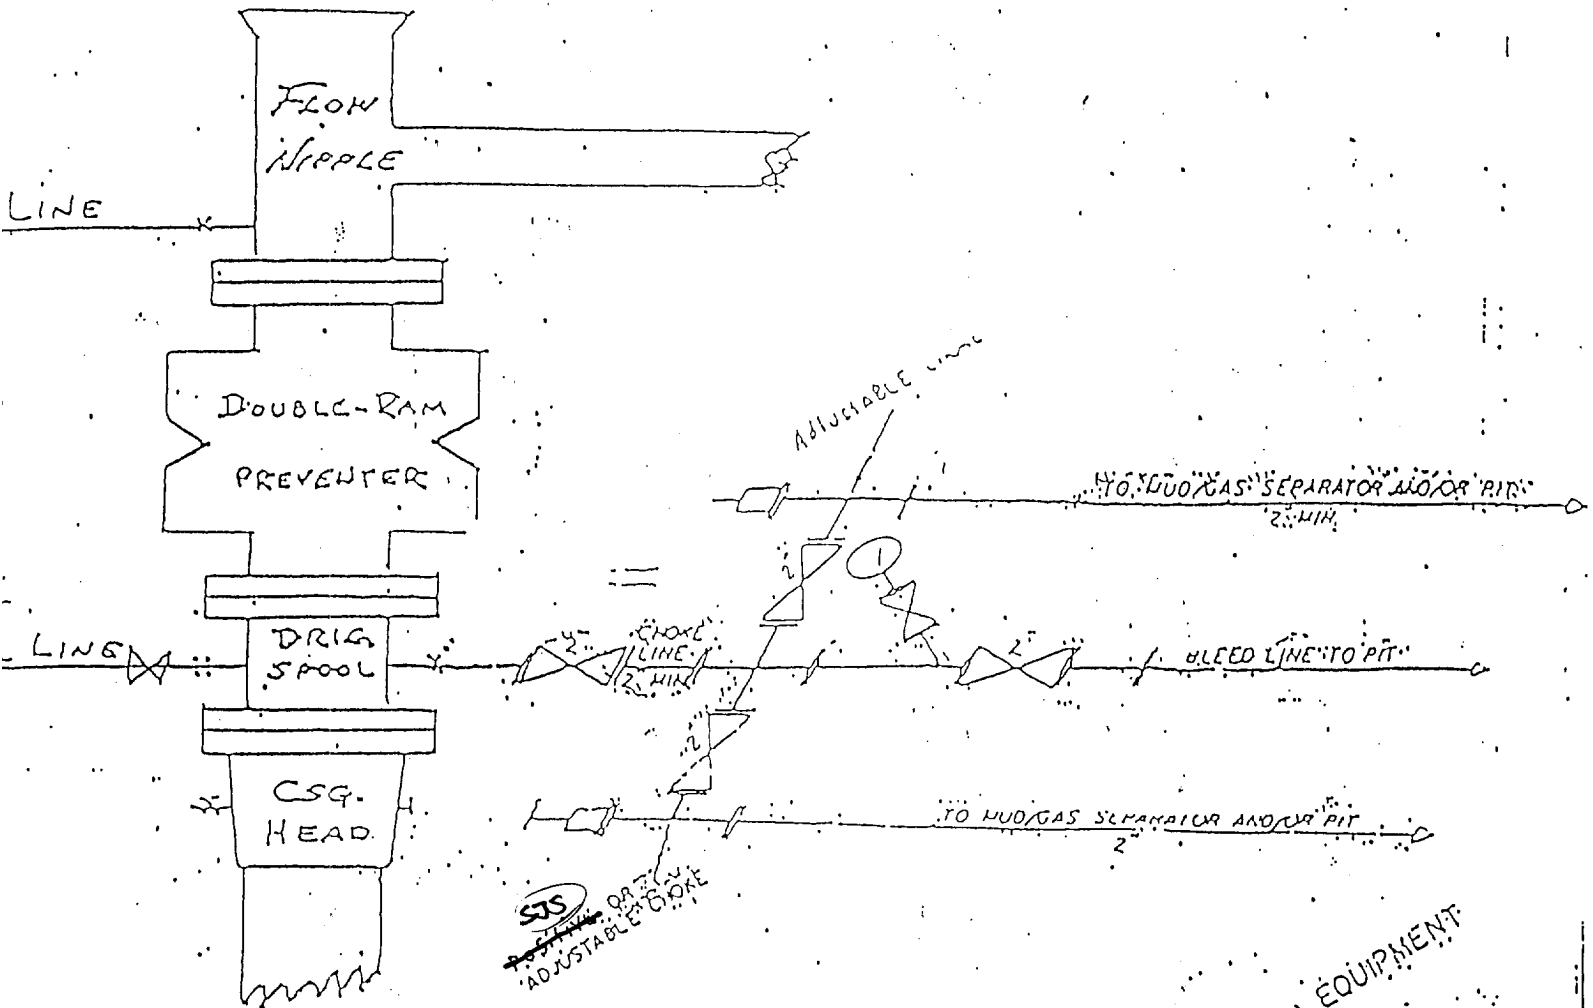 FLOW
NIPPLE
LINE
DOUBLE-RAM
PREVENTER
ADJUSTABLE
TO MUD/GAS SEPARATOR AND/OR PIT
2" MIN.
2"
1
LINE
DRLG
SPOOL
CHOKE
LINE
2" MIN
2"
BLEED LINE TO PIT
2"
CSG.
HEAD
TO MUD/GAS SEPARATOR AND/OR PIT
2"
SJS
POSITIVE OR
ADJUSTABLE CHOKE
EQUIPMENT